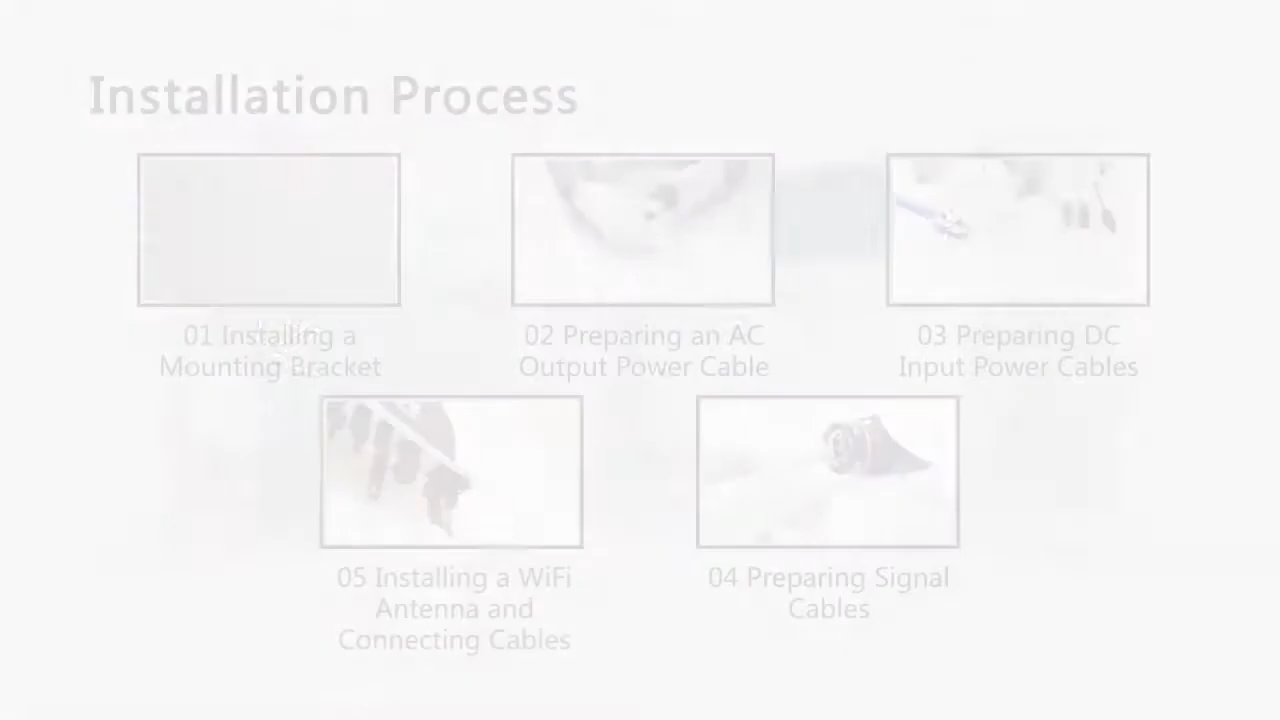 Installation Process
01 Installing a
Mounting Bracket
02 Preparing an AC
Output Power Cable
03 Preparing DC
Input Power Cables
05 Installing a WiFi
Antenna and
Connecting Cables
04 Preparing Signal
Cables